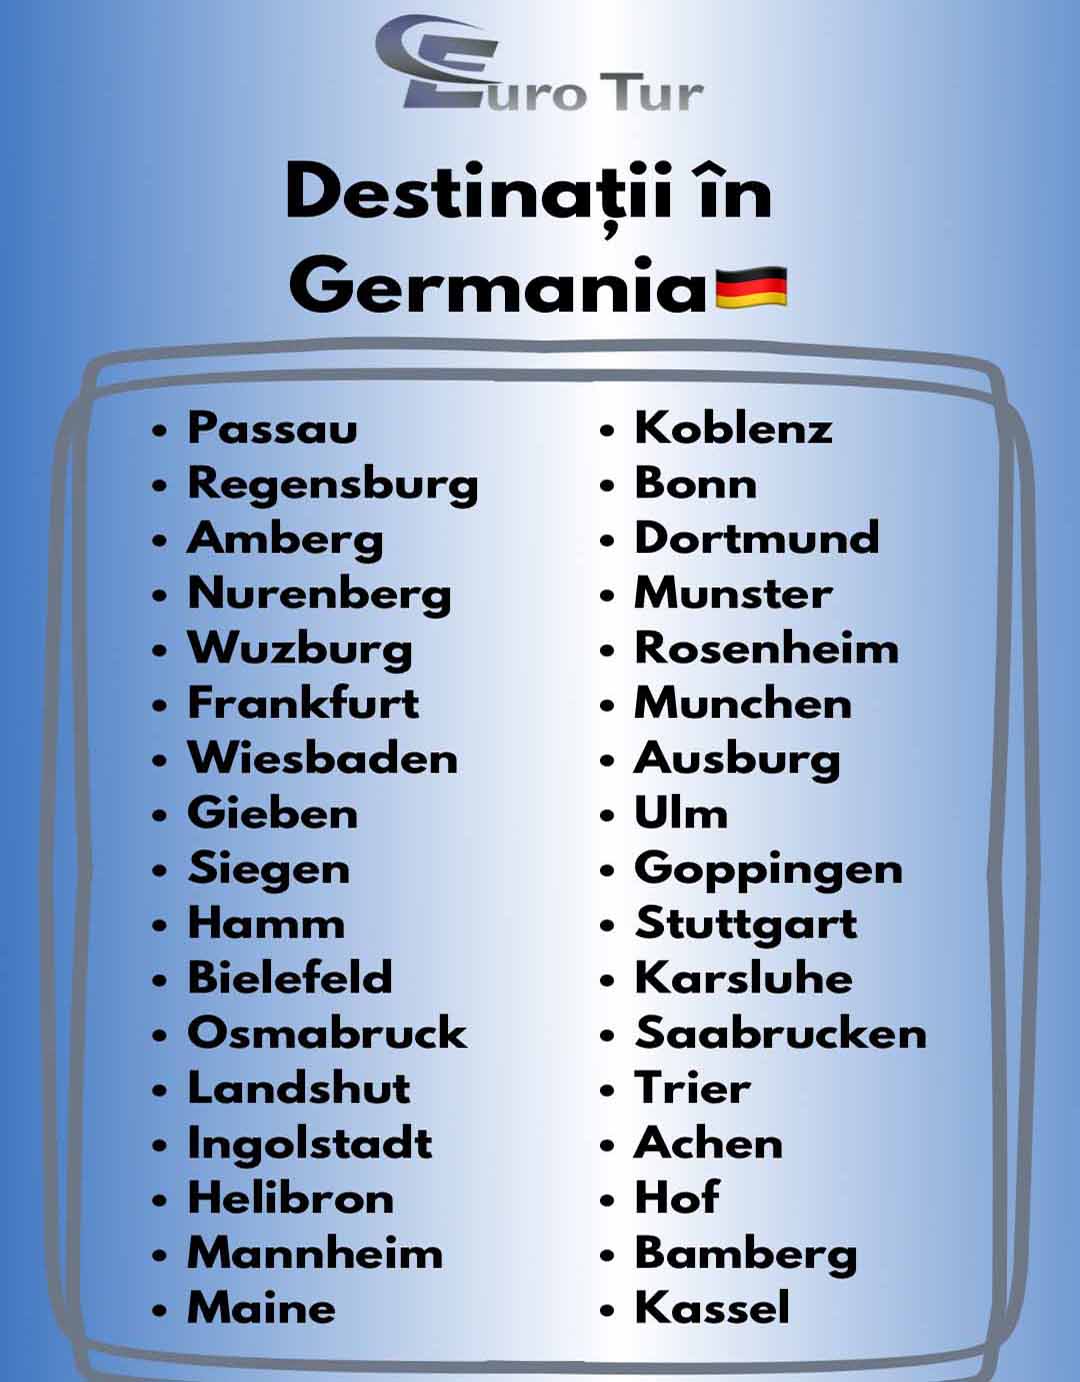 Euro Tur
Destinații în
Germania
• Passau
• Regensburg
• Amberg
• Nurenberg
• Wuzburg
• Frankfurt
• Wiesbaden
• Gieben
• Siegen
• Hamm
• Bielefeld
• Osmabruck
• Landshut
• Ingolstadt
• Helibron
• Mannheim
• Maine
• Koblenz
• Bonn
• Dortmund
• Munster
• Rosenheim
• Munchen
• Ausburg
• Ulm
• Goppingen
• Stuttgart
• Karsluhe
• Saabrucken
• Trier
• Achen
• Hof
• Bamberg
• Kassel